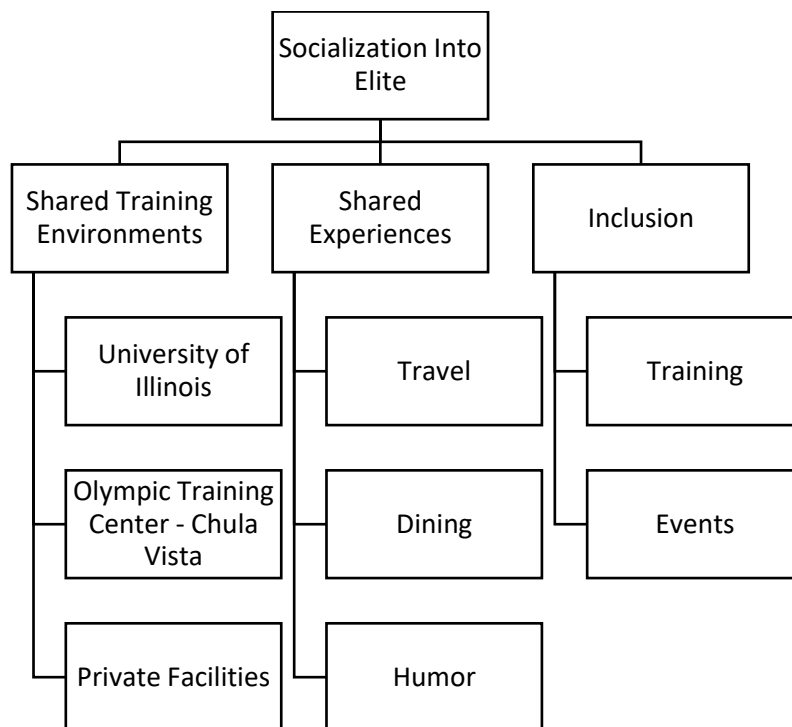 Socialization Into
Elite
Shared Training
Environments
Shared
Experiences
Inclusion
University of
Illinois
Travel
Training
Olympic Training
Center - Chula
Vista
Dining
Events
Private Facilities
Humor